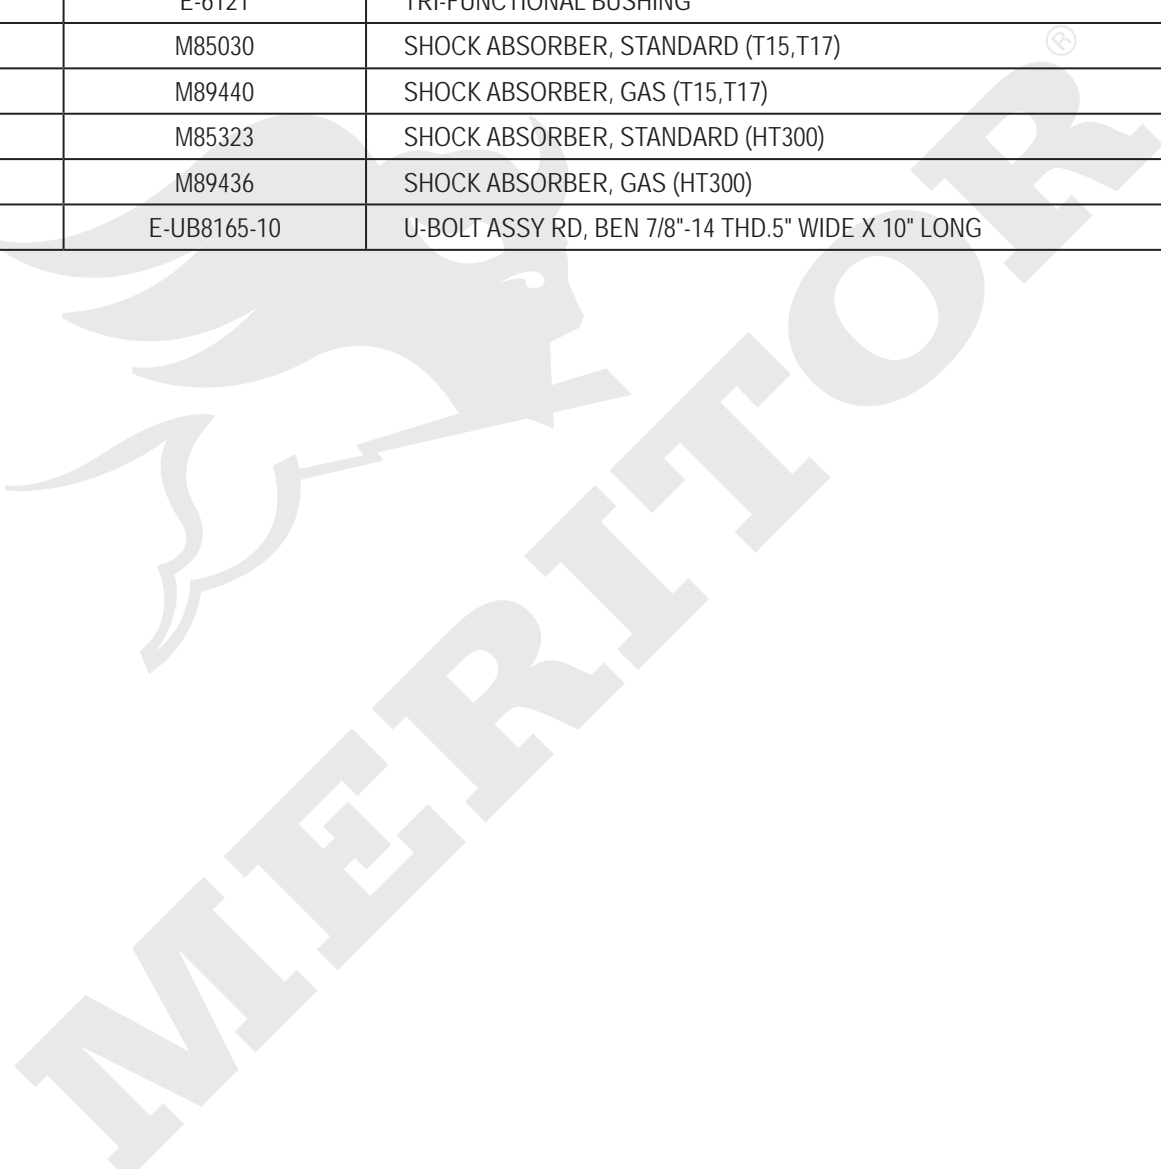 E-6121 TRI-FUNCTIONAL BUSHING
M85030 SHOCK ABSORBER, STANDARD (T15,T17)
M89440 SHOCK ABSORBER, GAS (T15,T17)
M85323 SHOCK ABSORBER, STANDARD (HT300)
M89436 SHOCK ABSORBER, GAS (HT300)
E-UB8165-10 U-BOLT ASSY RD, BEN 7/8"-14 THD.5" WIDE X 10" LONG
MERITOR®